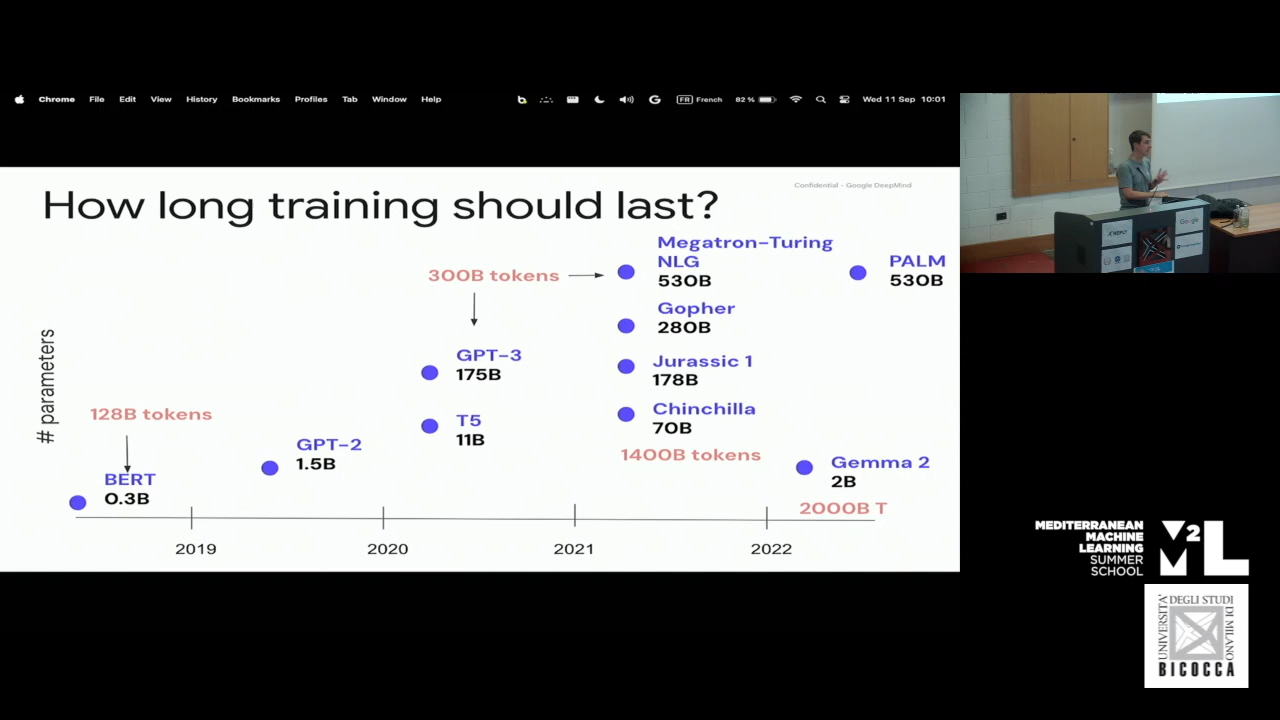 Chrome File Edit View History Bookmarks Profiles Tab Window Help G FR French 82 % Wed 11 Sep 10:01
Confidential - Google DeepMind
How long training should last?
# parameters
Megatron-Turing
NLG
530B
PALM
530B
300B tokens
Gopher
280B
GPT-3
175B
Jurassic 1
178B
128B tokens
T5
11B
Chinchilla
70B
GPT-2
1.5B
1400B tokens
BERT
0.3B
Gemma 2
2B
2000B T
2019
2020
2021
2022
Google
MEDITERRANEAN
MACHINE
LEARNING
SUMMER
SCHOOL
M2L
UNIVERSITA'
DEGLI STUDI
DI MILANO
BICOCCA